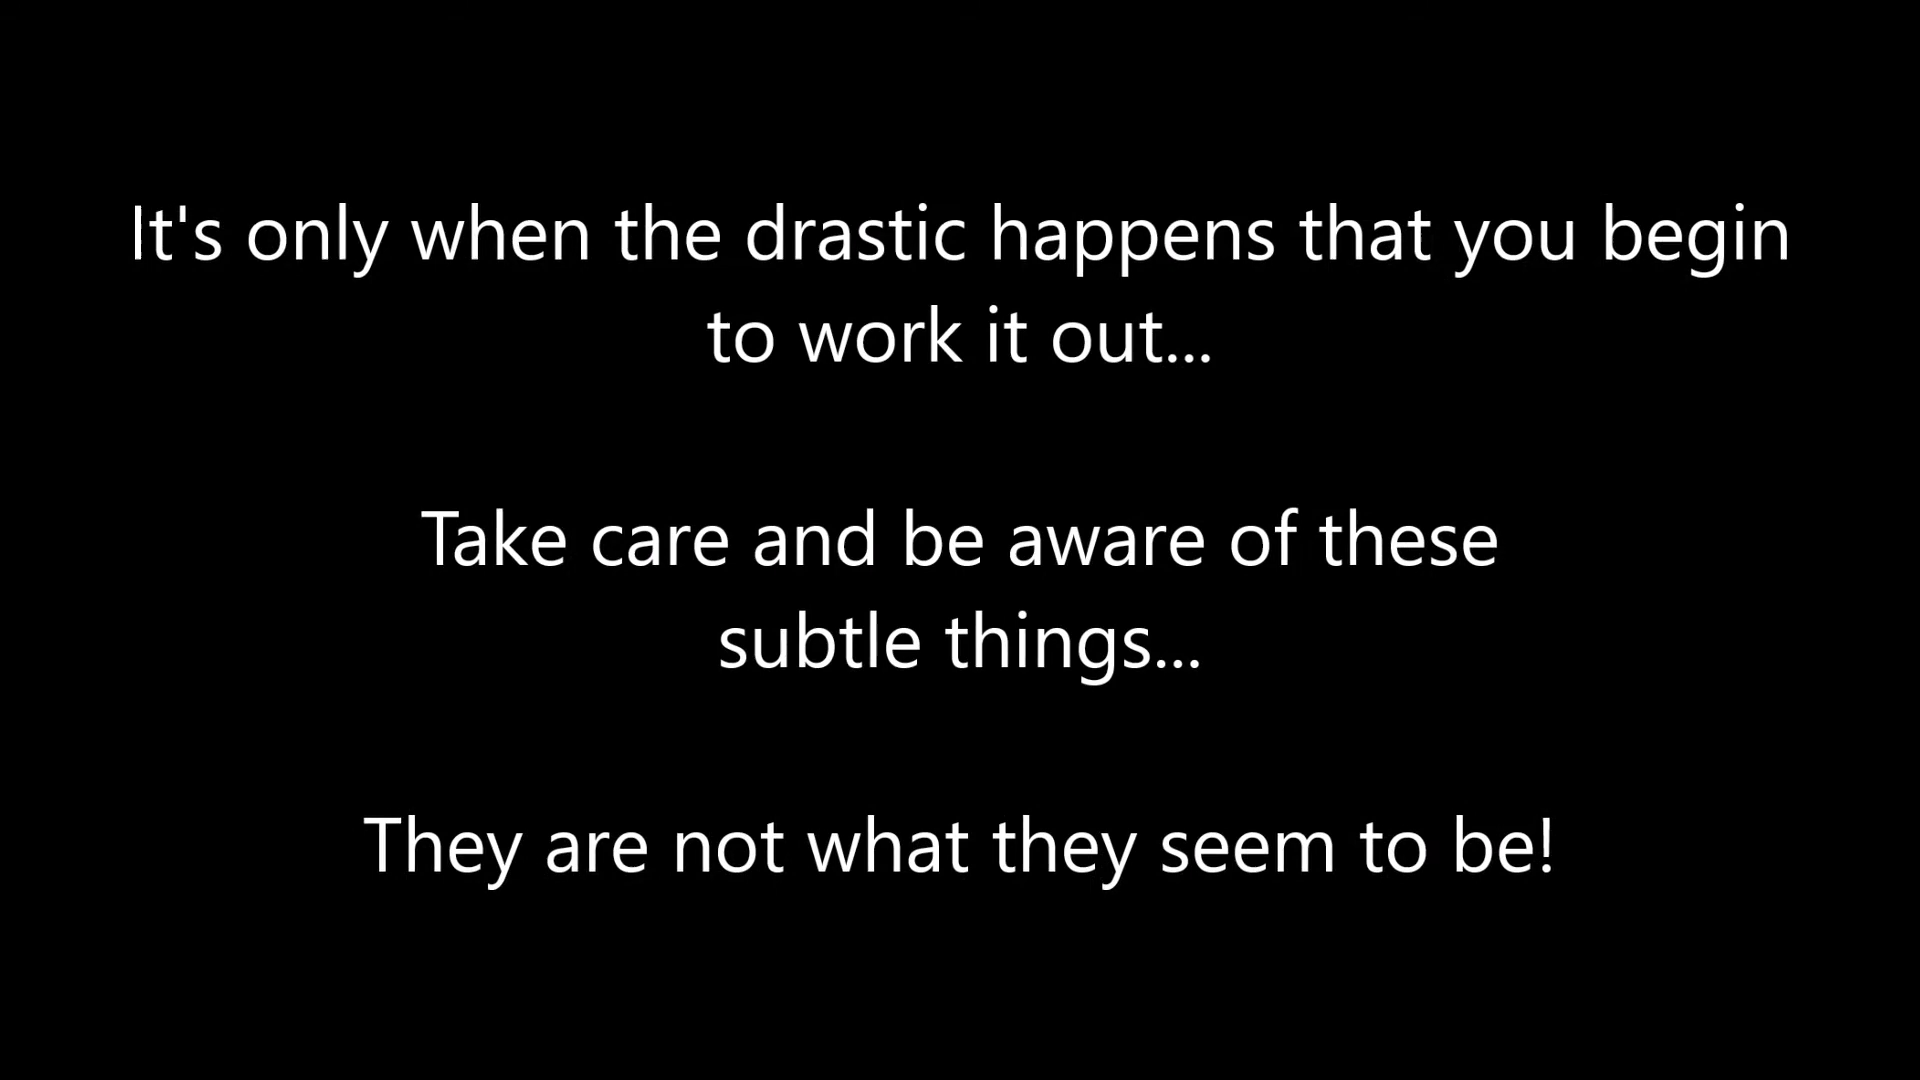 It's only when the drastic happens that you begin
to work it out...
Take care and be aware of these
subtle things...
They are not what they seem to be!